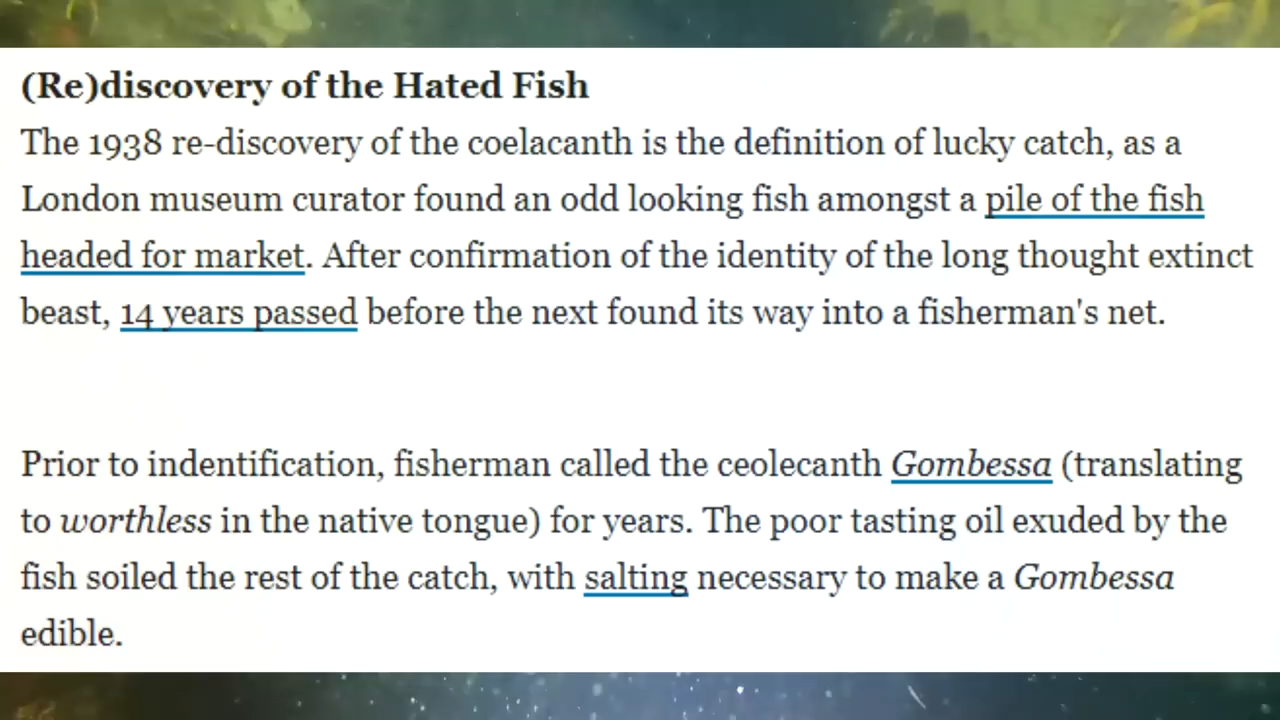 (Re)discovery of the Hated Fish
The 1938 re-discovery of the coelacanth is the definition of lucky catch, as a
London museum curator found an odd looking fish amongst a pile of the fish
headed for market. After confirmation of the identity of the long thought extinct
beast, 14 years passed before the next found its way into a fisherman's net.
Prior to indentification, fisherman called the ceolecanth Gombessa (translating
to worthless in the native tongue) for years. The poor tasting oil exuded by the
fish soiled the rest of the catch, with salting necessary to make a Gombessa
edible.